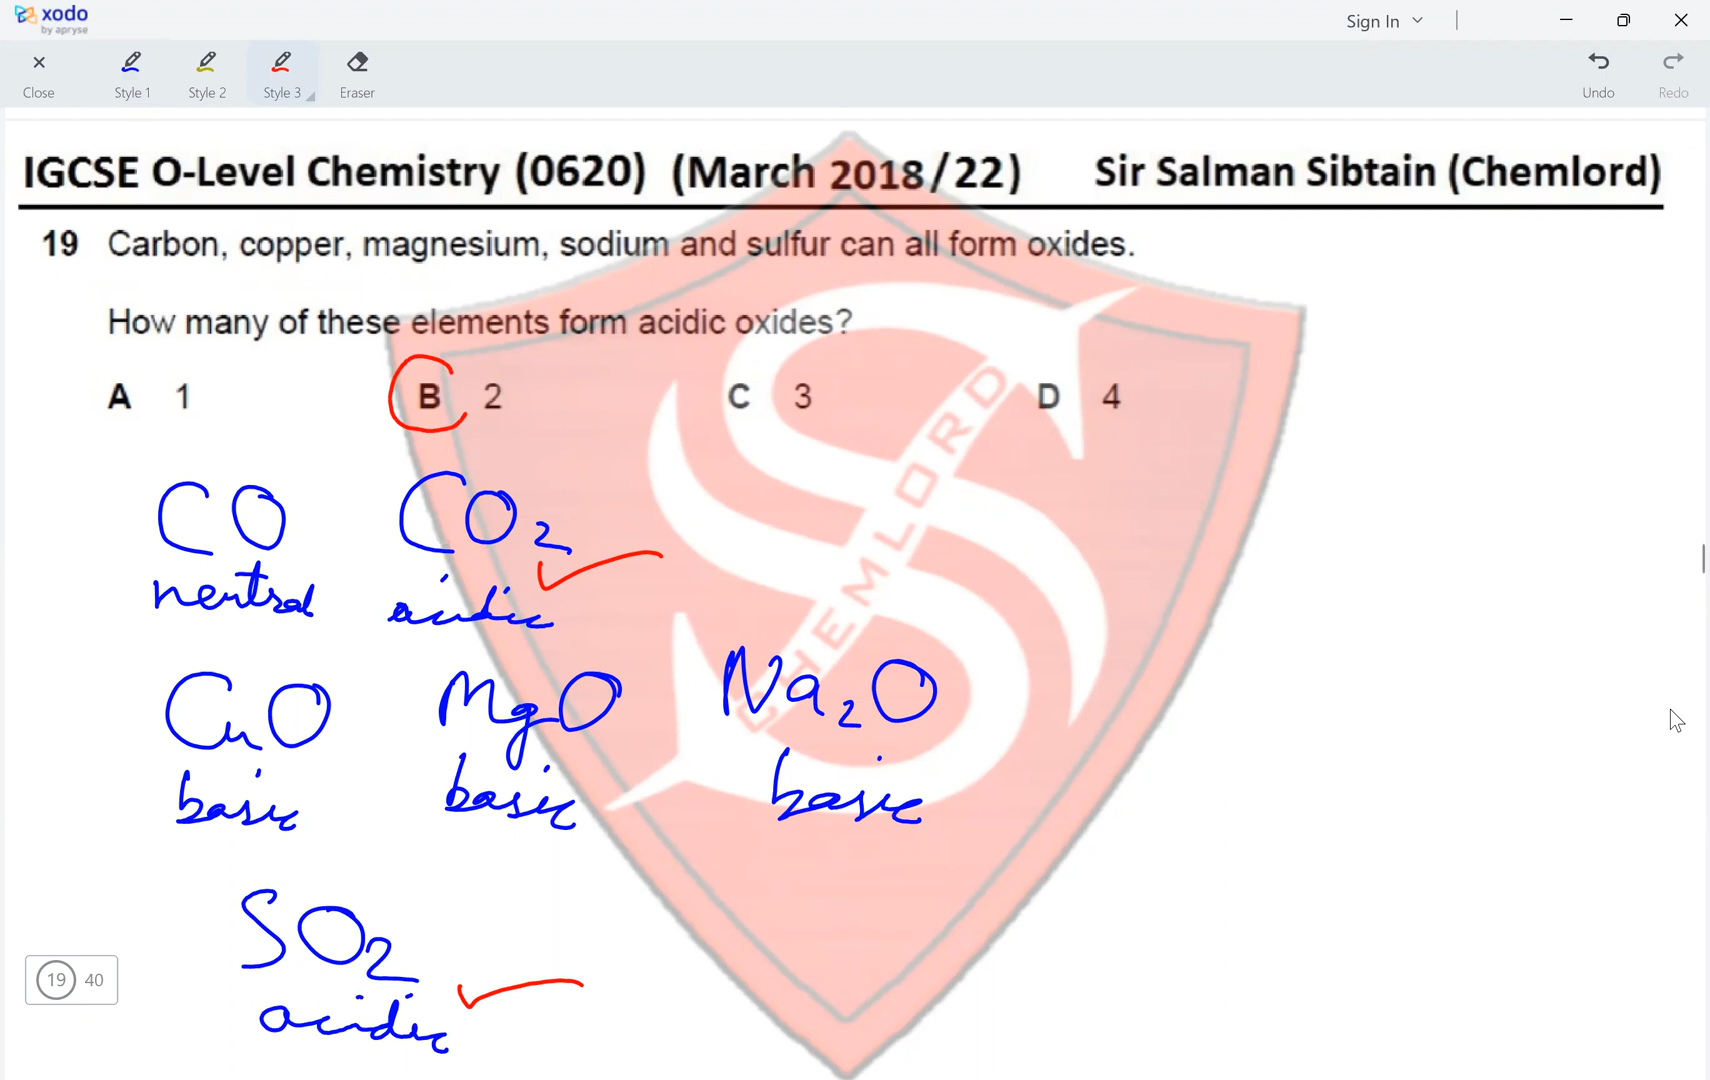 xodo
by apryse
Sign In
Close
Style 1
Style 2
Style 3
Eraser
Undo
Redo
IGCSE O-Level Chemistry (0620) (March 2018/22) Sir Salman Sibtain (Chemlord)
19 Carbon, copper, magnesium, sodium and sulfur can all form oxides.
How many of these elements form acidic oxides?
A 1 B 2 C 3 D 4
CO CO₂
neutral acidic
CuO MgO Na₂O
basic basic basic
SO₂
acidic
CHEMLORD
19 40